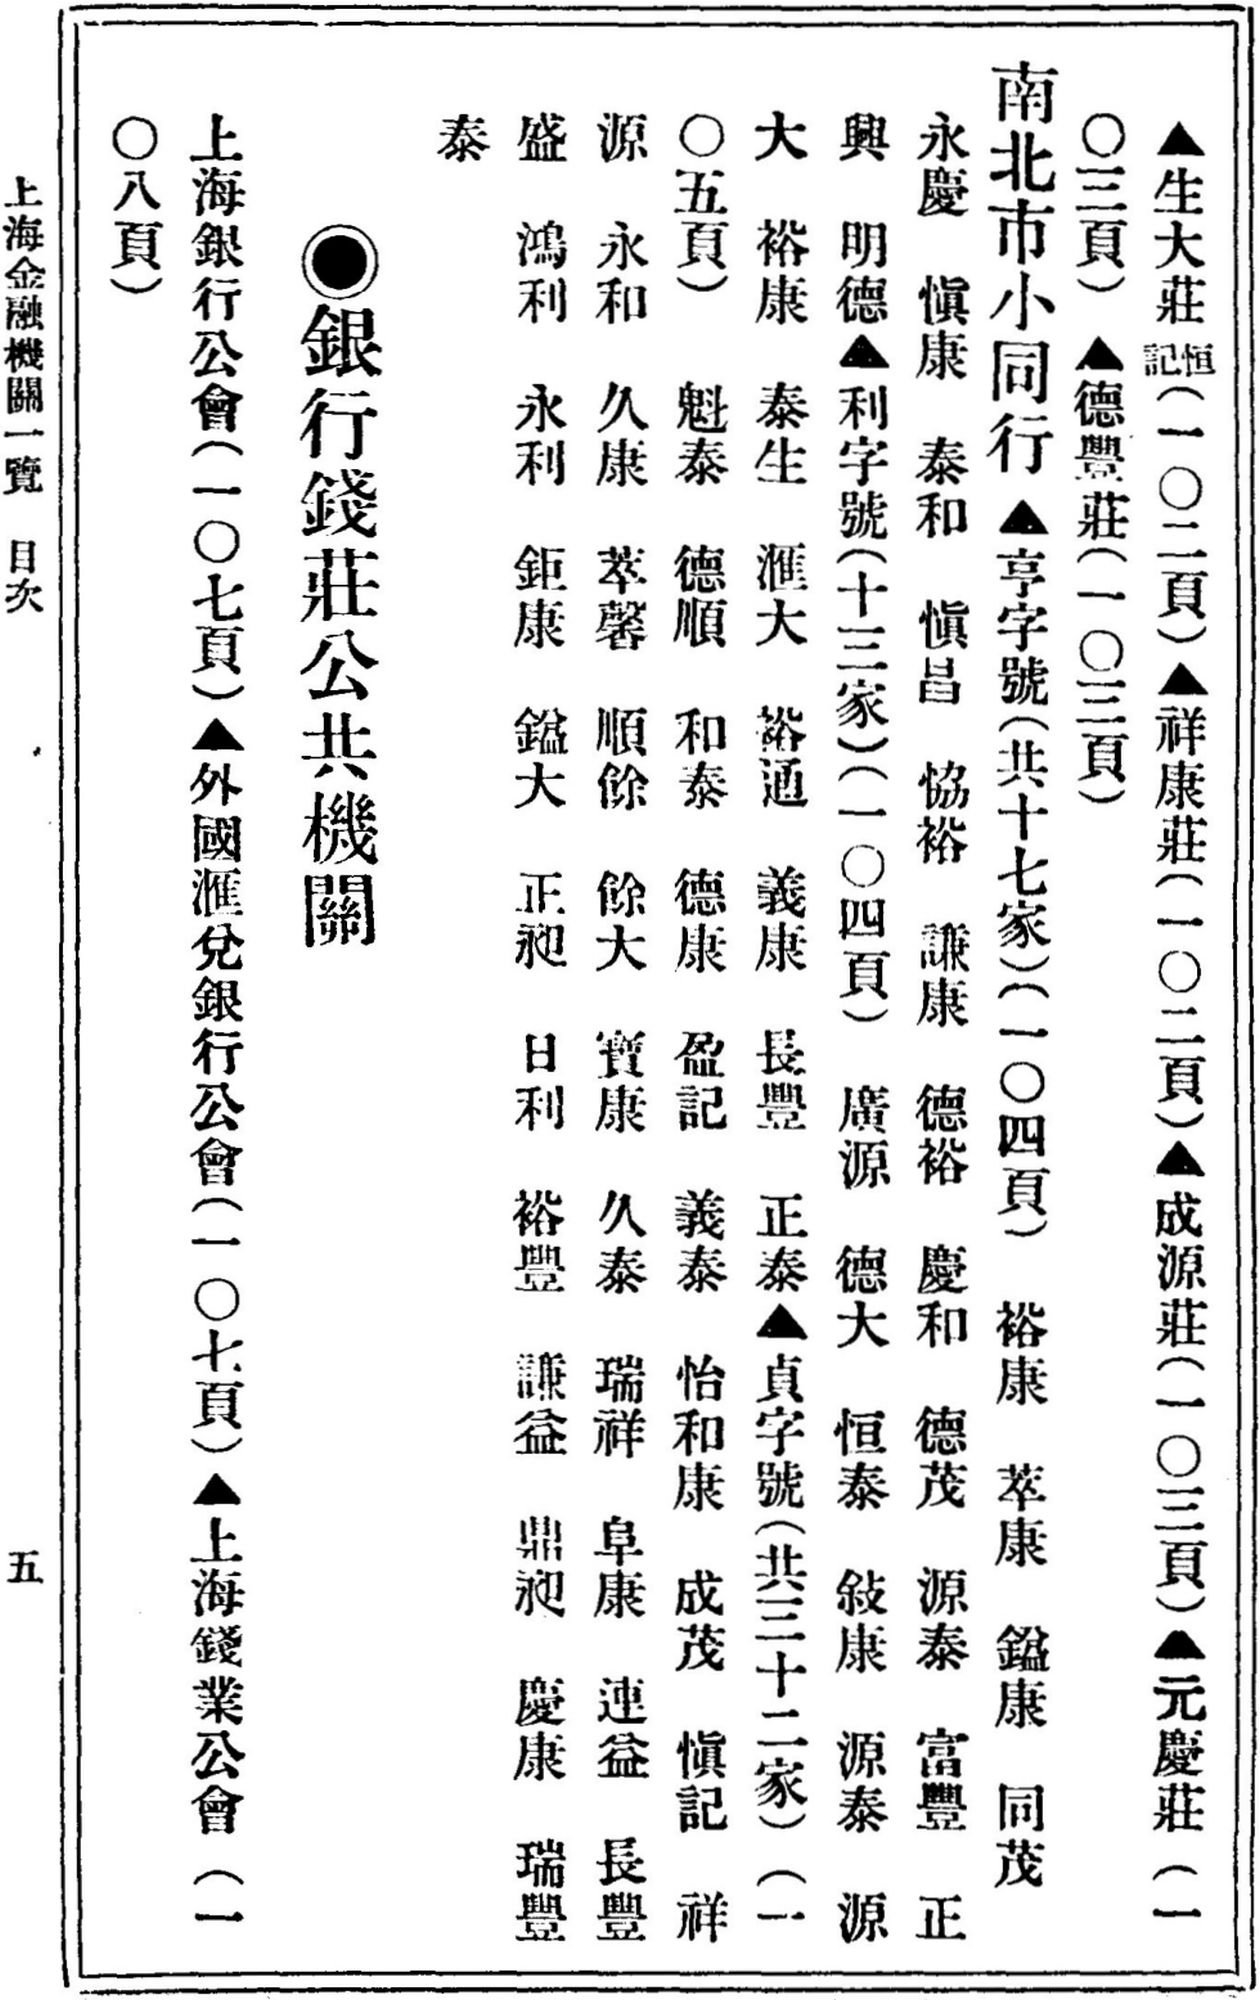 ▲生大莊恒記(一〇二頁)▲祥康莊(一〇二頁)▲成源莊(一〇三頁)▲元慶莊(一
〇三頁)　▲德豐莊(一〇三頁)
南北市小同行　▲亨字號(共十七家)(一〇四頁)　裕康　萃康　鎰康　同茂
永慶　愼康　泰和　愼昌　恊裕　謙康　德裕　慶和　德茂　源泰　富豐　正
興　明德▲利字號(十三家)(一〇四頁)　廣源　德大　恒泰　敍康　源泰　源
大　裕康　泰生　滙大　裕通　義康　長豐　正泰▲貞字號(共三十二家)(一
〇五頁)　魁泰　德順　和泰　德康　盈記　義泰　怡和康　成茂　愼記　祥
源　永和　久康　萃馨　順餘　餘大　寶康　久泰　瑞祥　阜康　連益　長豐
盛　鴻利　永利　鉅康　鎰大　正昶　日利　裕豐　謙益　鼎昶　慶康　瑞豐
泰
◉銀行錢莊公共機關
上海銀行公會(一〇七頁)▲外國滙兌銀行公會(一〇七頁)▲上海錢業公會(一
〇八頁)
上海金融機關一覽　目次
五